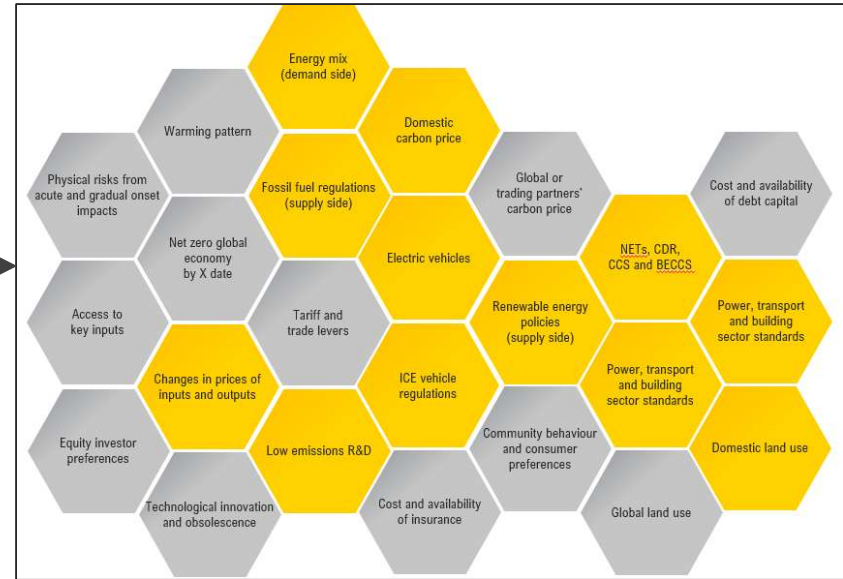 Energy mix
(demand side)
Warming pattern
Domestic
carbon price
Physical risks from
acute and gradual onset
impacts
Fossil fuel regulations
(supply side)
Global or
trading partners'
carbon price
Cost and availability
of debt capital
Net zero global
economy
by X date
Electric vehicles
NETs, CDR,
CCS and BECCS
Access to
key inputs
Tariff and
trade levers
Renewable energy
policies
(supply side)
Power, transport
and building
sector standards
Changes in prices of
inputs and outputs
ICE vehicle
regulations
Power, transport
and building
sector standards
Equity investor
preferences
Low emissions R&D
Community behaviour
and consumer
preferences
Domestic land use
Technological innovation
and obsolescence
Cost and availability
of insurance
Global land use